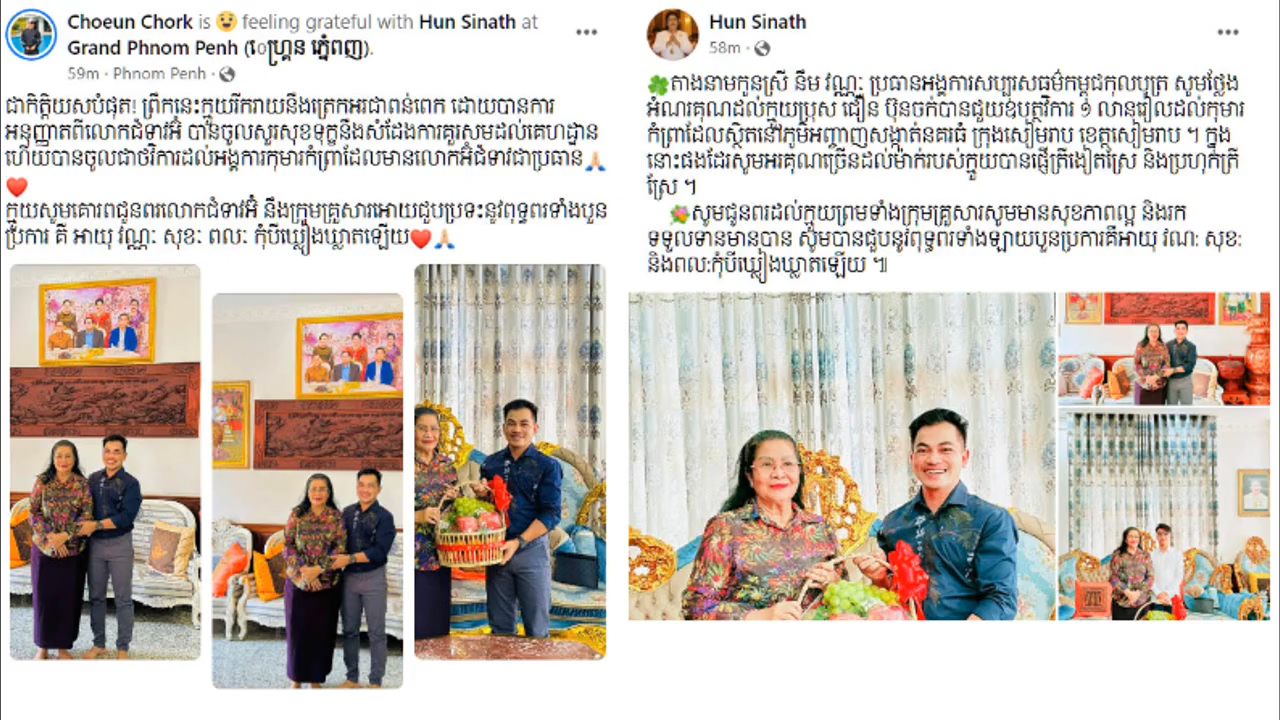 Choeun Chork is feeling grateful with Hun Sinath at
Grand Phnom Penh (ហ្គ្រេន ភ្នំពេញ).
59m · Phnom Penh ·
ជាកិត្តិយសបំផុត! ព្រឹកនេះក្មួយរីករាយនឹងត្រេកអរជាពន់ពេក ដោយបានការ
អនុញ្ញាតពីលោកជំទាវអ៊ំ បានចូលសួរសុខទុក្ខនឹងសំដែងការគួរសមដល់គេហដ្ឋាន
ហើយបានចូលជាថវិការដល់អង្គការកុមារកំព្រាដែលមានលោកអ៊ំជំទាវជាប្រធាន🙏🏻
❤️
ក្មួយសូមគោរពជូនពរលោកជំទាវអ៊ំ នឹងក្រុមគ្រួសារអោយជួបប្រទះនូវពុទ្ធពរទាំងបួន
ប្រការ គឺ អាយុ វណ្ណៈ សុខៈ ពលៈ កុំបីឃ្លៀងឃ្លាតឡើយ❤️🙏🏻
Hun Sinath
58m ·
🍀តាងនាមកូនស្រី នឹម វណ្ណៈ ប្រធានអង្គការសប្បុរសធម៌កម្ពុជកុលបុត្រ សូមថ្លែង
អំណរគុណដល់ក្មួយប្រុស ជឿន ប៊ុនចក់បានជួយឧបត្ថវិការ ១ លានរៀលដល់កុមារ
កំព្រាដែលស្ថិតនៅភូមិអញ្ចាញសង្កាត់នគរធំ ក្រុងសៀមរាប ខេត្តសៀមរាប ។ ក្នុង
នោះផងដែរសូមអរគុណច្រើនដល់ម៉ាក់របស់ក្មួយបានផ្ញើត្រីងៀតស្រែ និងប្រហុកត្រី
ស្រែ ។
💐សូមជូនពរដល់ក្មួយព្រមទាំងក្រុមគ្រួសារសូមមានសុខភាពល្អ និងរក
ទទួលទានមានបាន សូមបានជួបនូវពុទ្ធពរទាំងឡាយបួនប្រការគឺអាយុ វណៈ សុខៈ
និងពលៈកុំបីឃ្លៀងឃ្លាតឡើយ ៕